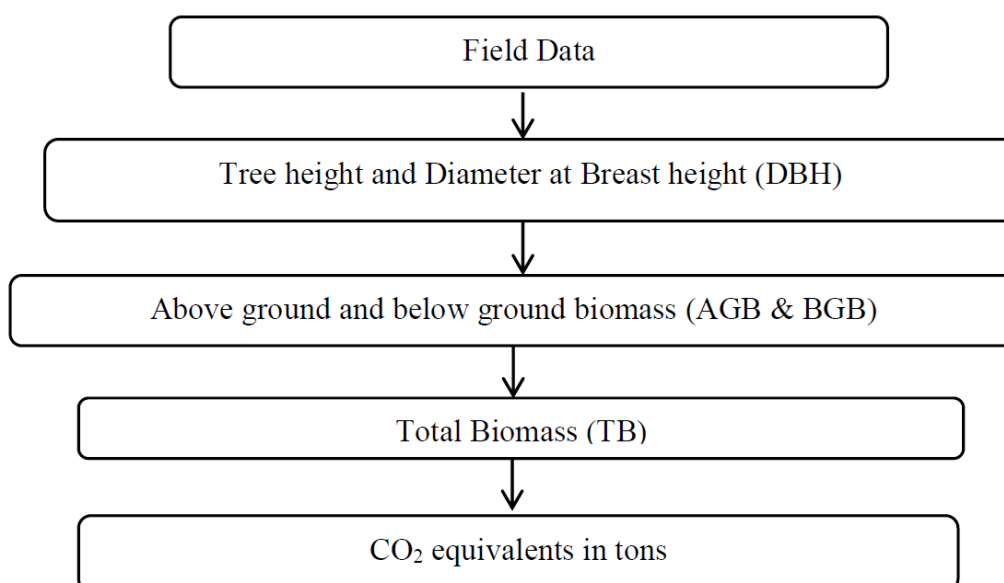 Field Data
Tree height and Diameter at Breast height (DBH)
Above ground and below ground biomass (AGB & BGB)
Total Biomass (TB)
CO₂ equivalents in tons